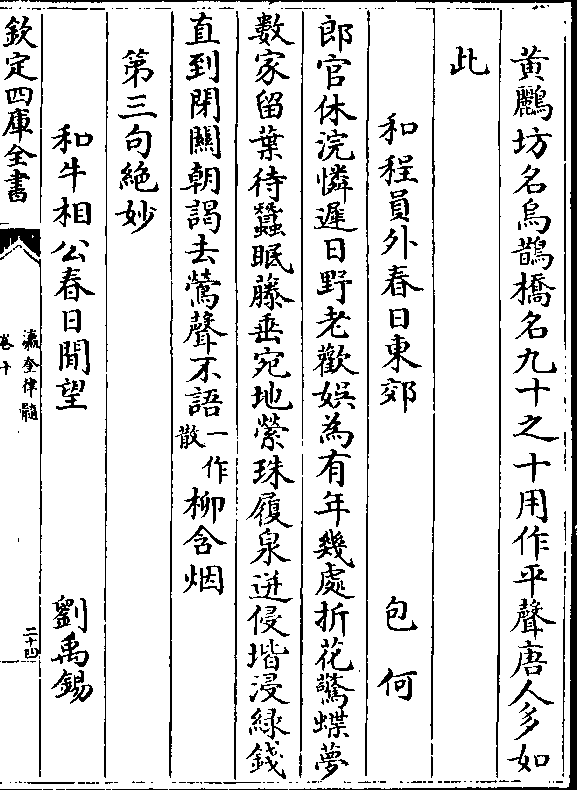 黄鸝坊名烏鵲橋名九十之十用作平聲唐人多如
此
和程員外春日東郊 包何
郎官休浣憐遲日野老歡娯為有年幾處折花驚蝶夢
數家留葉待蠶眠藤垂宛地縈珠履泉迸侵堦浸緑錢
直到閉關朝謁去鶯聲不語一作散栁含烟
第三句絶妙
和牛相公春日閒望 劉禹錫
欽定四庫全書
瀛奎律髓
卷十
二十四